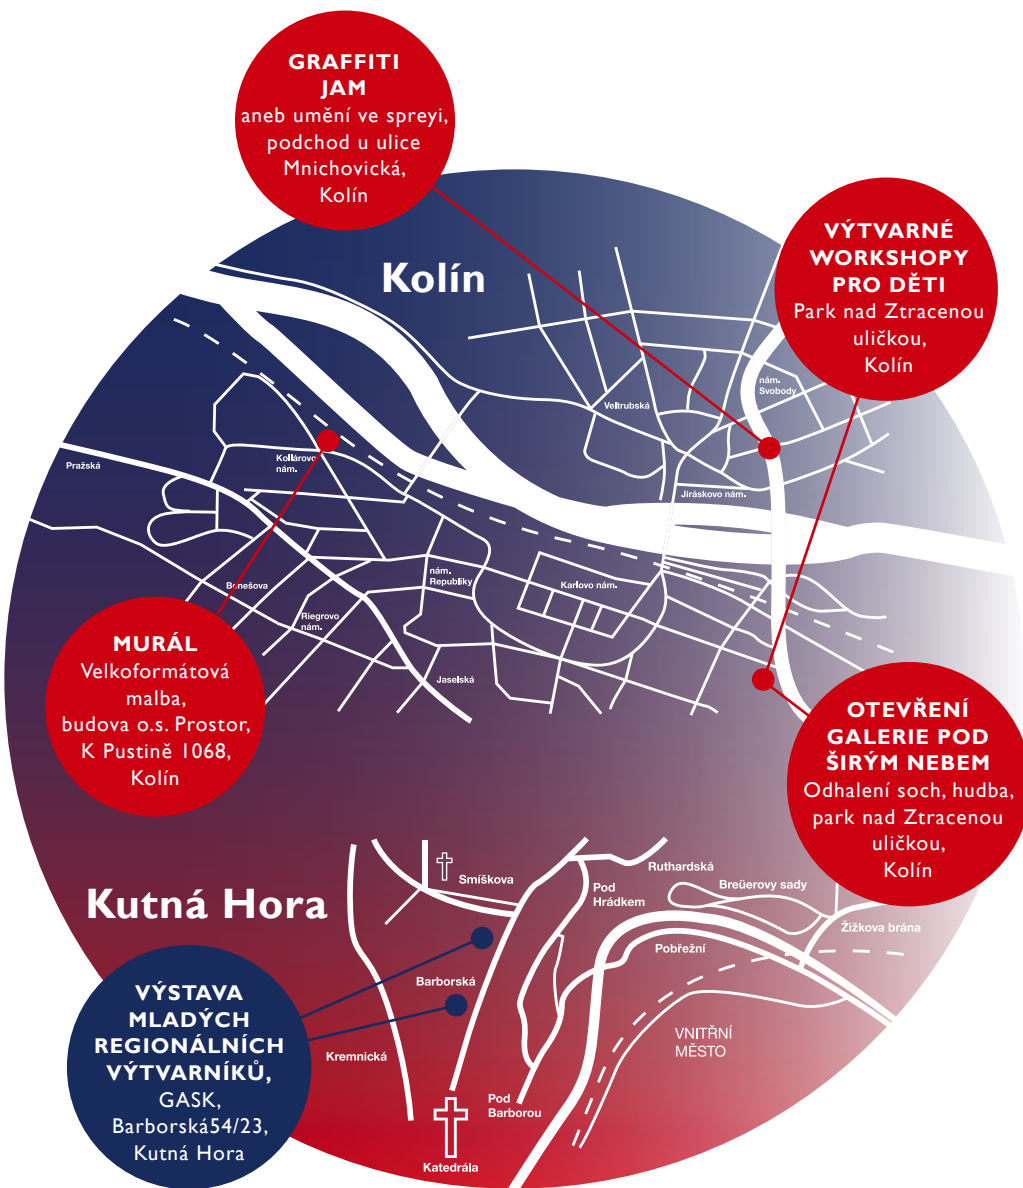 GRAFFITI
JAM
aneb umění ve spreyi,
podchod u ulice
Mnichovická,
Kolín
VÝTVARNÉ
WORKSHOPY
PRO DĚTI
Park nad Ztracenou
uličkou,
Kolín
Kolín
nám.
Svobody
Veltrubská
Kollárovo
nám.
Pražská
Jiráskovo nám.
nám.
Republiky
Karlovo nám.
Benešova
Riegrovo
nám.
Jaselská
MURÁL
Velkoformátová
malba,
budova o.s. Prostor,
K Pustině 1068,
Kolín
OTEVŘENÍ
GALERIE POD
ŠIRÝM NEBEM
Odhalení soch, hudba,
park nad Ztracenou
uličkou,
Kolín
Kutná Hora
Smíškova
Ruthardská
Pod
Hrádkem
Breüerovy sady
Žižkova brána
Pobřežní
Barborská
VNITŘNÍ
MĚSTO
Kremnická
Pod
Barborou
Katedrála
VÝSTAVA
MLADÝCH
REGIONÁLNÍCH
VÝTVARNÍKŮ,
GASK,
Barborská54/23,
Kutná Hora